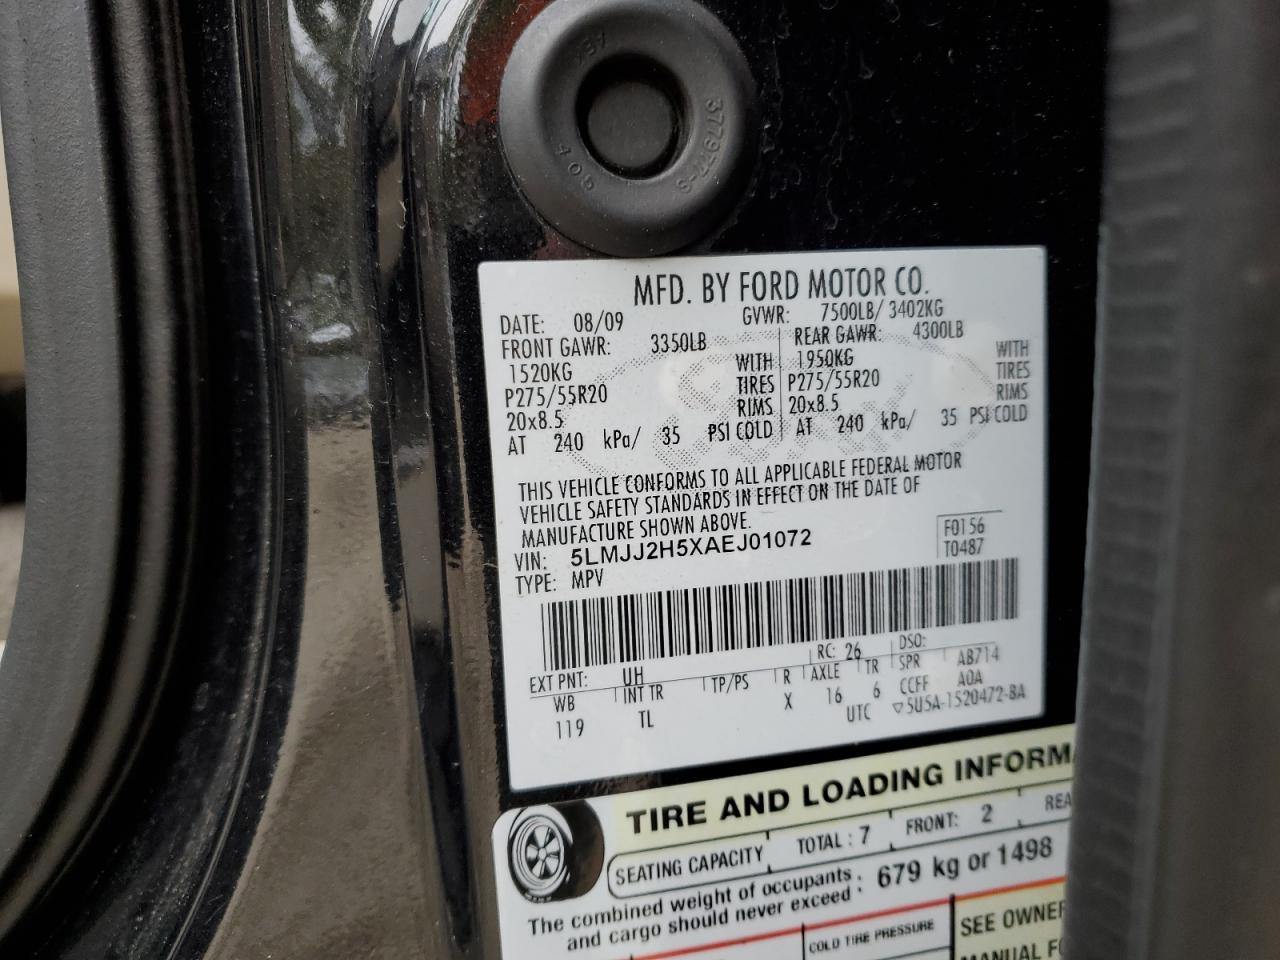 377977-S
405
MFD. BY FORD MOTOR CO.
DATE: 08/09 GVWR: 7500LB/ 3402KG
FRONT GAWR: 3350LB REAR GAWR: 4300LB
1520KG WITH 1950KG WITH
P275/55R20 TIRES P275/55R20 TIRES
20x8.5 RIMS 20x8.5 RIMS
AT 240 kPa/ 35 PSI COLD AT 240 kPa/ 35 PSI COLD
THIS VEHICLE CONFORMS TO ALL APPLICABLE FEDERAL MOTOR
VEHICLE SAFETY STANDARDS IN EFFECT ON THE DATE OF
MANUFACTURE SHOWN ABOVE.
VIN: 5LMJJ2H5XAEJ01072 F0156
TYPE: MPV T0487
EXT PNT: UH RC: 26 DSO:
WB INT TR TP/PS R AXLE TR SPR AB714
119 TL X 16 6 CCFF A0A
UTC ▽5U5A-1520472-BA
TIRE AND LOADING INFORMA
SEATING CAPACITY TOTAL : 7 FRONT: 2 REA
The combined weight of occupants : 679 kg or 1498
and cargo should never exceed :
COLD TIRE PRESSURE SEE OWNER
MANUAL FO